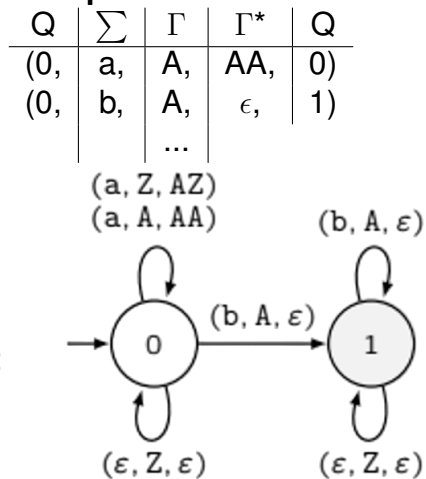 Q ∑ Γ Γ* Q
(0, a, A, AA, 0)
(0, b, A, ϵ, 1)
...
(a, Z, AZ)
(a, A, AA)
(b, A, ε)
(b, A, ε)
0
1
(ε, Z, ε)
(ε, Z, ε)